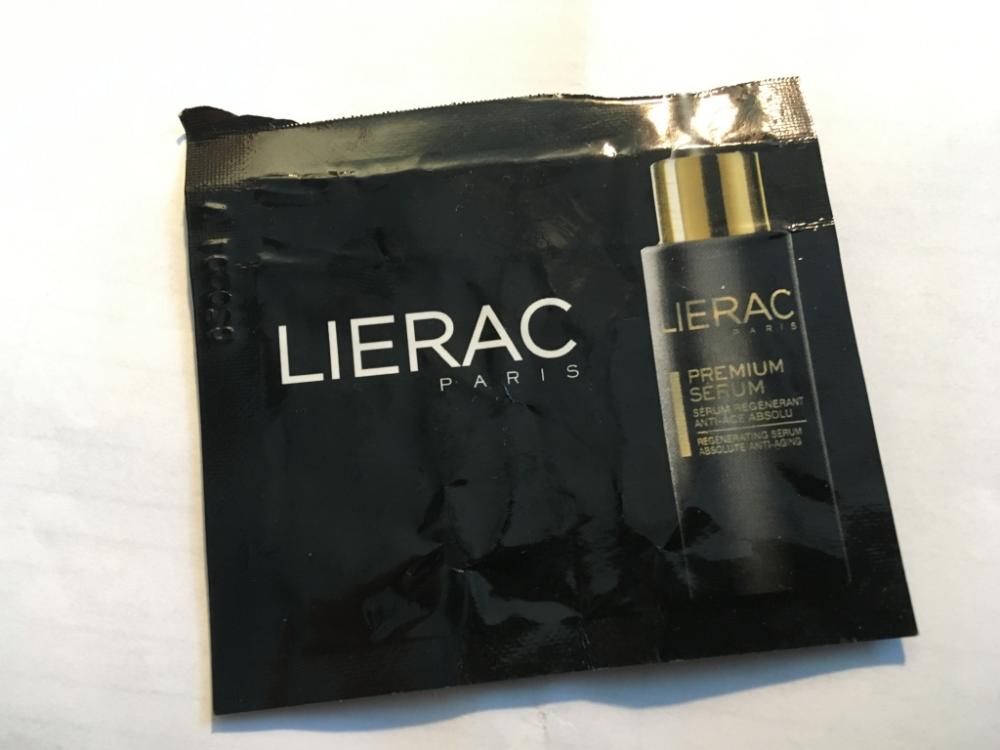 LIERAC
PARIS
LIERAC
PARIS
PREMIUM
SÉRUM
SÉRUM RÉGÉNÉRANT
ANTI-ÂGE ABSOLU
REGENERATING SERUM
ABSOLUTE ANTI-AGING